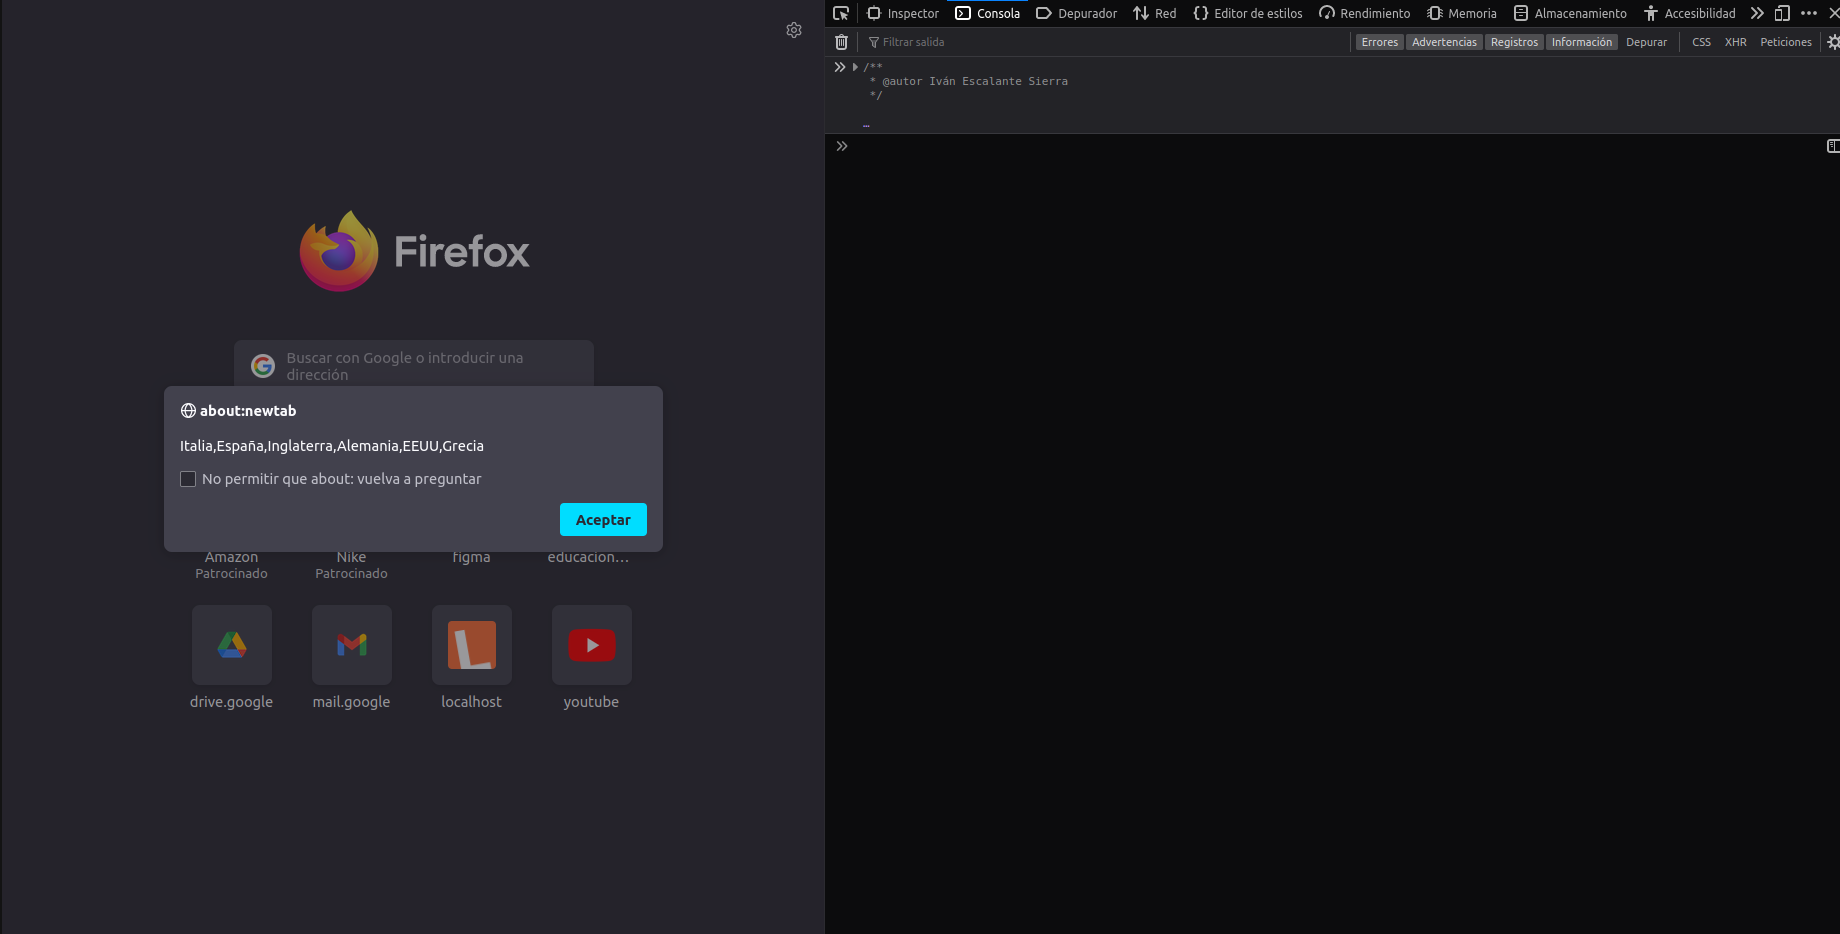 Inspector Consola Depurador Red Editor de estilos Rendimiento Memoria Almacenamiento Accesibilidad
Filtrar salida Errores Advertencias Registros Información Depurar CSS XHR Peticiones
/**
* @autor Iván Escalante Sierra
*/
…
Firefox
Buscar con Google o introducir una
dirección
about:newtab
Italia,España,Inglaterra,Alemania,EEUU,Grecia
No permitir que about: vuelva a preguntar
Aceptar
Amazon Nike figma educacion…
Patrocinado Patrocinado
drive.google mail.google localhost youtube